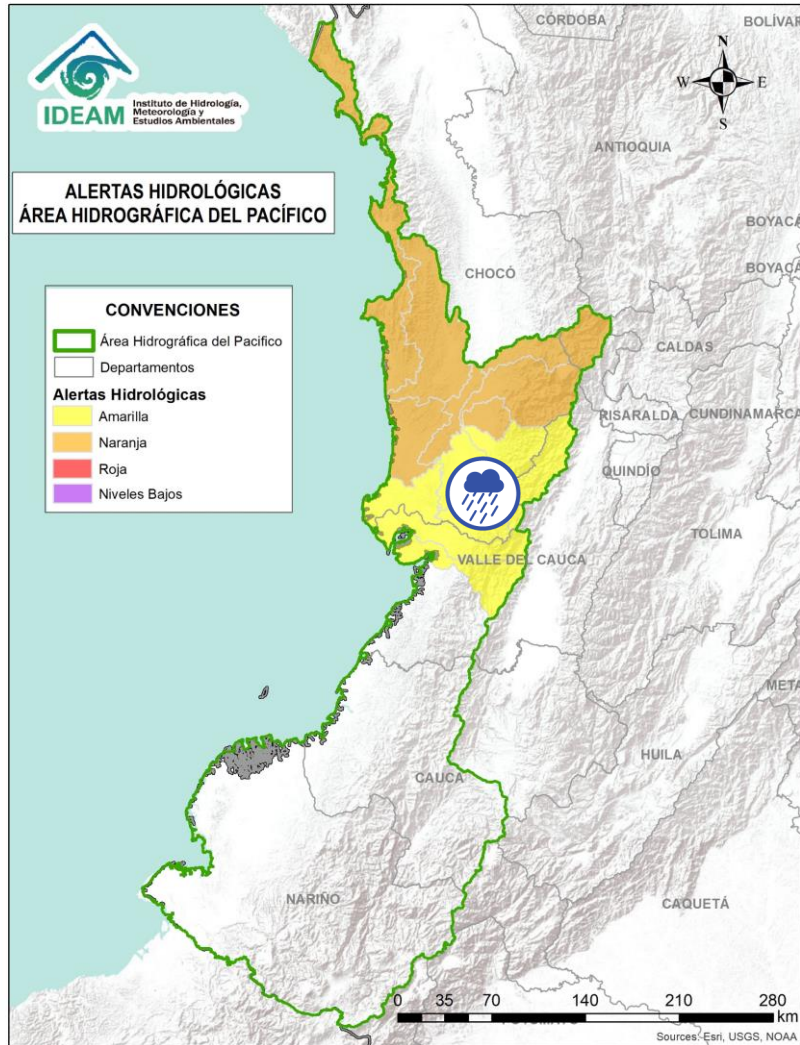 IDEAM
Instituto de Hidrología,
Meteorología y
Estudios Ambientales
ALERTAS HIDROLÓGICAS
ÁREA HIDROGRÁFICA DEL PACÍFICO
CONVENCIONES
Área Hidrográfica del Pacifico
Departamentos
Alertas Hidrológicas
Amarilla
Naranja
Roja
Niveles Bajos
N
W
E
S
CÓRDOBA
BOLÍVAR
ANTIOQUIA
BOYACÁ
BOYACÁ
CHOCÓ
CALDAS
RISARALDA
CUNDINAMARCA
QUINDÍO
TOLIMA
VALLE DEL CAUCA
META
HUILA
CAUCA
NARIÑO
CAQUETÁ
0 35 70 140 210 280
km
Sources: Esri, USGS, NOAA